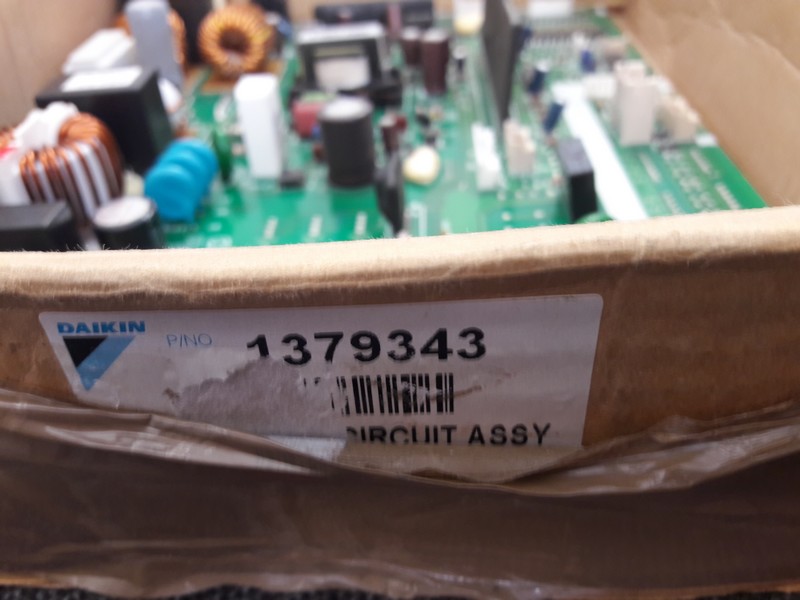 DAIKIN
P/NO 1379343
CIRCUIT ASSY